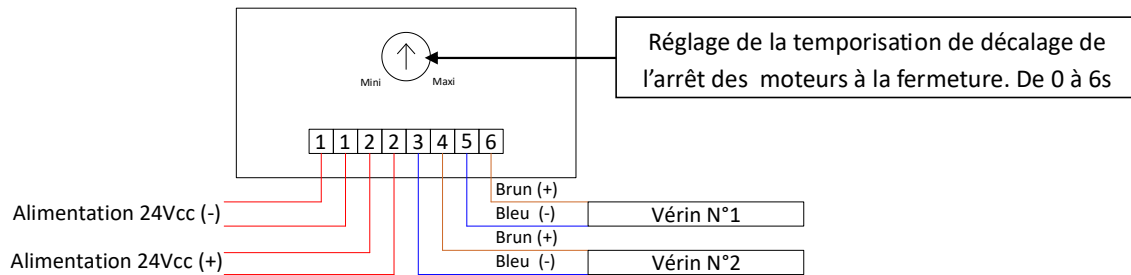 Réglage de la temporisation de décalage de
l’arrêt des moteurs à la fermeture. De 0 à 6s
Mini
Maxi
1 1 2 2 3 4 5 6
Alimentation 24Vcc (-)
Alimentation 24Vcc (+)
Brun (+)
Bleu (-)
Vérin N°1
Brun (+)
Bleu (-)
Vérin N°2